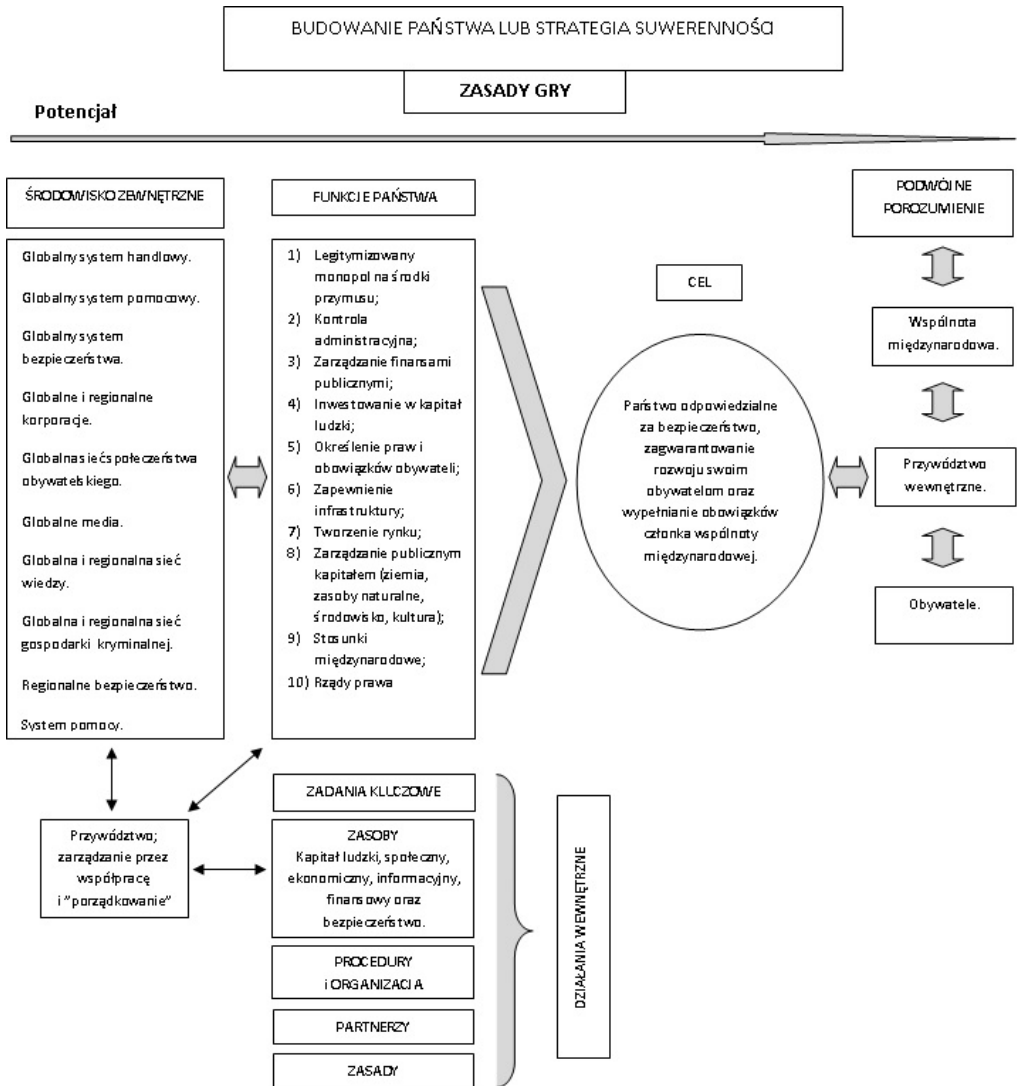 BUDOWANIE PAŃSTWA LUB STRATEGIA SUWERENNOŚCI
ZASADY GRY
Potencjał
ŚRODOWISKO ZEWNĘTRZNE
Globalny system handlowy.
Globalny system pomocowy.
Globalny system
bezpieczeństwa.
Globalne i regionalne
korporacje.
Globalna sieć społeczeństwa
obywatelskiego.
Globalne media.
Globalna i regionalna sieć
wiedzy.
Globalna i regionalna sieć
gospodarki kryminalnej.
Regionalne bezpieczeństwo.
System pomocy.
FUNKCJE PAŃSTWA
1) Legitymizowany
monopol na środki
przymusu;
2) Kontrola
administracyjna;
3) Zarządzanie finansami
publicznymi;
4) Inwestowanie w kapitał
ludzki;
5) Określenie praw i
obowiązków obywateli;
6) Zapewnienie
infrastruktury;
7) Tworzenie rynku;
8) Zarządzanie publicznym
kapitałem (ziemia,
zasoby naturalne,
środowisko, kultura);
9) Stosunki
międzynarodowe;
10) Rządy prawa
CEL
Państwo odpowiedzialne
za bezpieczeństwo,
zagwarantowanie
rozwoju swoim
obywatelom oraz
wypełnianie obowiązków
członka wspólnoty
międzynarodowej.
PODWÓJNE
POROZUMIENIE
Wspólnota
międzynarodowa.
Przywództwo
wewnętrzne.
Obywatele.
Przywództwo;
zarządzanie przez
współpracę
i "porządkowanie"
ZADANIA KLUCZOWE
ZASOBY
Kapitał ludzki, społeczny,
ekonomiczny, informacyjny,
finansowy oraz
bezpieczeństwo.
PROCEDURY
i ORGANIZACJA
PARTNERZY
ZASADY
DZIAŁANIA WEWNĘTRZNE